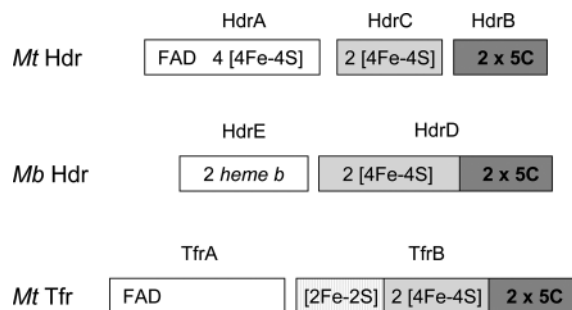 HdrA HdrC HdrB
Mt Hdr FAD 4 [4Fe-4S] 2 [4Fe-4S] 2 x 5C
HdrE HdrD
Mb Hdr 2 heme b 2 [4Fe-4S] 2 x 5C
TfrA TfrB
Mt Tfr FAD [2Fe-2S] 2 [4Fe-4S] 2 x 5C